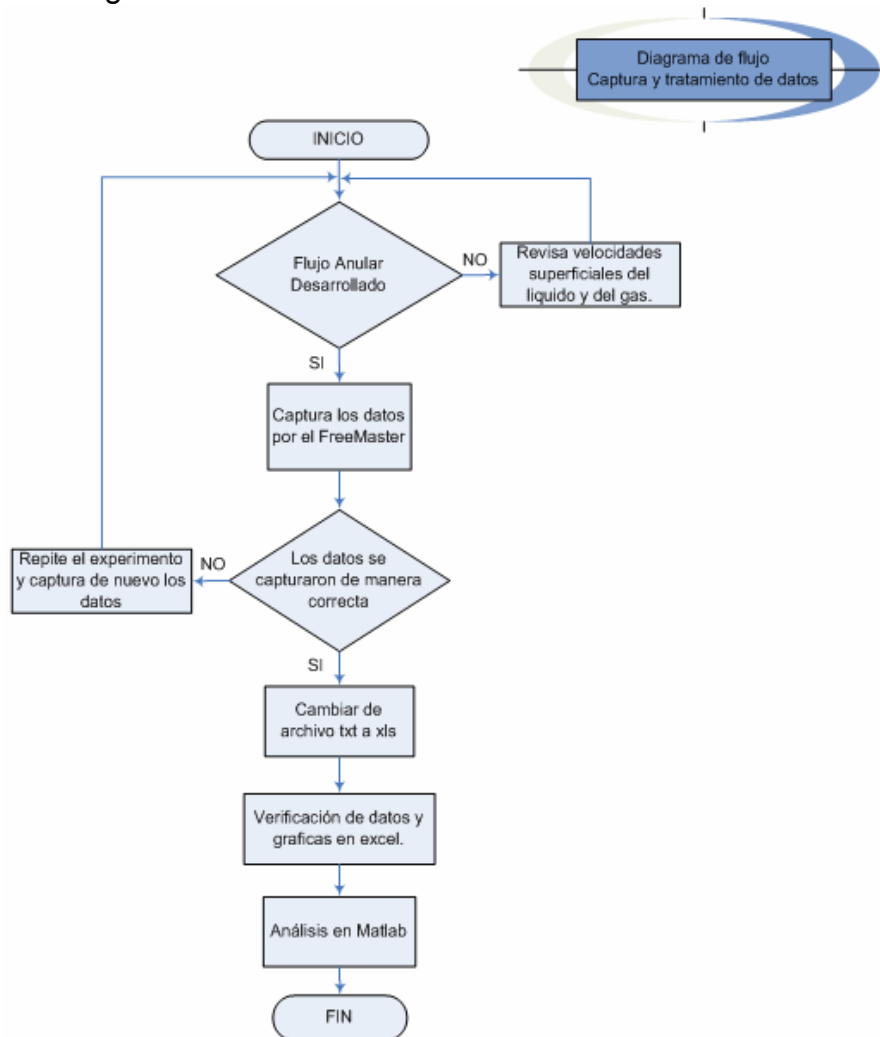 Diagrama de flujo
Captura y tratamiento de datos
INICIO
Flujo Anular
Desarrollado
NO
Revisa velocidades
superficiales del
liquido y del gas.
SI
Captura los datos
por el FreeMaster
Los datos se
capturaron de manera
correcta
NO
Repite el experimento
y captura de nuevo los
datos
SI
Cambiar de
archivo txt a xls
Verificación de datos y
graficas en excel.
Análisis en Matlab
FIN